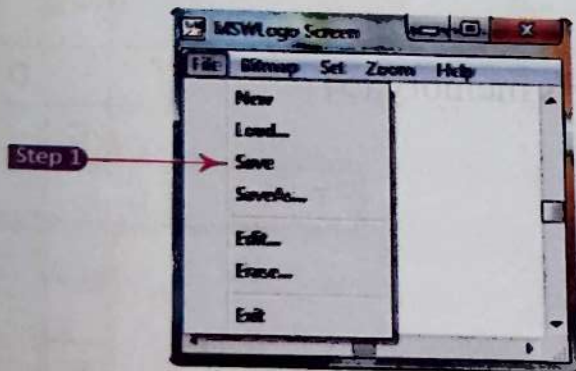 MSWLogo Screen
File Bitmap Set Zoom Help
New
Load...
Step 1
Save
SaveAs...
Edit...
Erase...
Exit